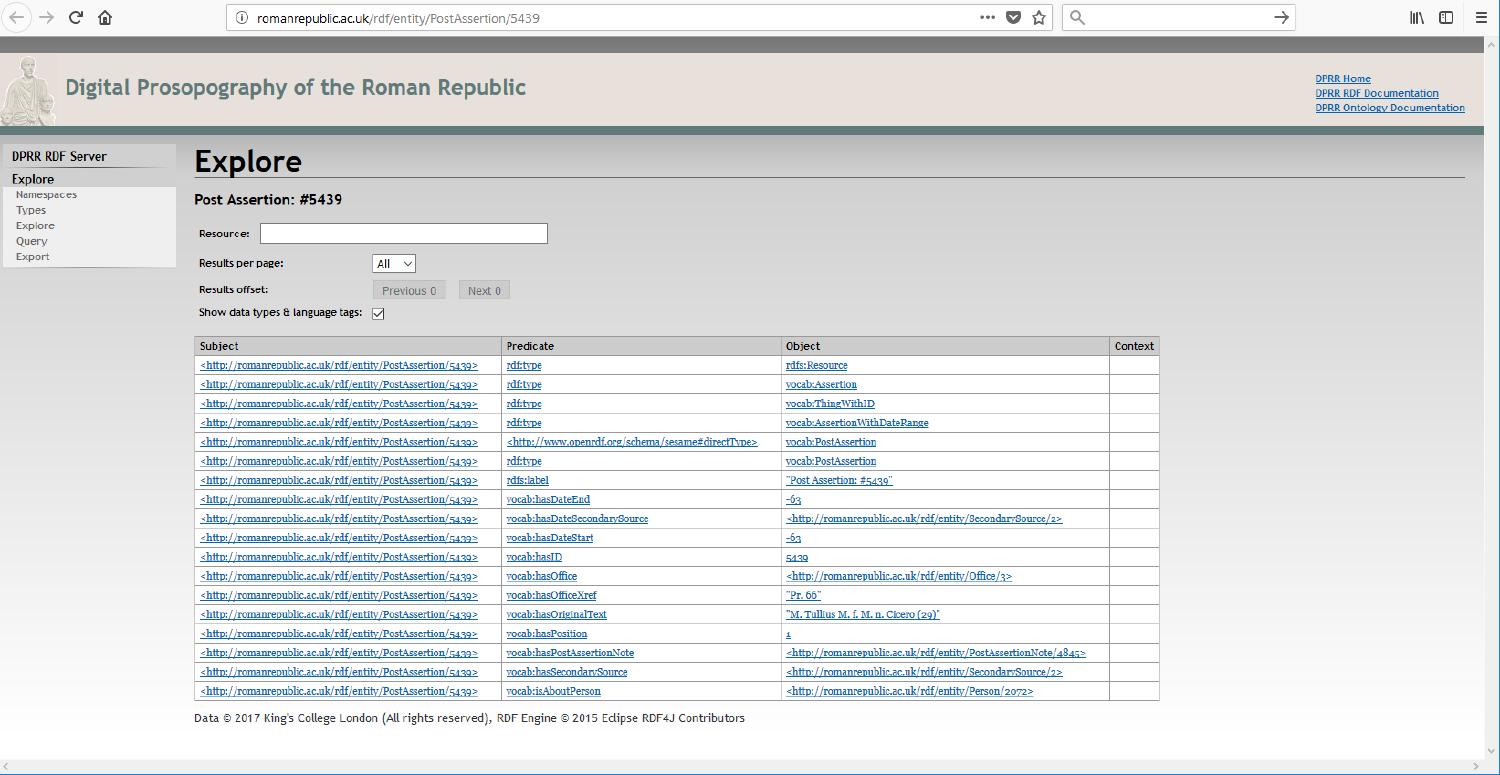 romanrepublic.ac.uk/rdf/entity/PostAssertion/5439
Digital Prosopography of the Roman Republic
DPRR Home
DPRR RDF Documentation
DPRR Ontology Documentation
DPRR RDF Server
Explore
Namespaces
Types
Explore
Query
Export
Explore
Post Assertion: #5439
Resource:
Results per page: All
Results offset: Previous 0 Next 0
Show data types & language tags:
Subject Predicate Object Context
<http://romanrepublic.ac.uk/rdf/entity/PostAssertion/5439> rdf:type rdfs:Resource
<http://romanrepublic.ac.uk/rdf/entity/PostAssertion/5439> rdf:type vocab:Assertion
<http://romanrepublic.ac.uk/rdf/entity/PostAssertion/5439> rdf:type vocab:ThingWithID
<http://romanrepublic.ac.uk/rdf/entity/PostAssertion/5439> rdf:type vocab:AssertionWithDateRange
<http://romanrepublic.ac.uk/rdf/entity/PostAssertion/5439> <http://www.openrdf.org/schema/sesame#directType> vocab:PostAssertion
<http://romanrepublic.ac.uk/rdf/entity/PostAssertion/5439> rdf:type vocab:PostAssertion
<http://romanrepublic.ac.uk/rdf/entity/PostAssertion/5439> rdfs:label "Post Assertion: #5439"
<http://romanrepublic.ac.uk/rdf/entity/PostAssertion/5439> vocab:hasDateEnd -63
<http://romanrepublic.ac.uk/rdf/entity/PostAssertion/5439> vocab:hasDateSecondarySource <http://romanrepublic.ac.uk/rdf/entity/SecondarySource/2>
<http://romanrepublic.ac.uk/rdf/entity/PostAssertion/5439> vocab:hasDateStart -63
<http://romanrepublic.ac.uk/rdf/entity/PostAssertion/5439> vocab:hasID 5439
<http://romanrepublic.ac.uk/rdf/entity/PostAssertion/5439> vocab:hasOffice <http://romanrepublic.ac.uk/rdf/entity/Office/3>
<http://romanrepublic.ac.uk/rdf/entity/PostAssertion/5439> vocab:hasOfficeXref "Pr. 66"
<http://romanrepublic.ac.uk/rdf/entity/PostAssertion/5439> vocab:hasOriginalText "M. Tullius M. f. M. n. Cicero (29)"
<http://romanrepublic.ac.uk/rdf/entity/PostAssertion/5439> vocab:hasPosition 1
<http://romanrepublic.ac.uk/rdf/entity/PostAssertion/5439> vocab:hasPostAssertionNote <http://romanrepublic.ac.uk/rdf/entity/PostAssertionNote/4845>
<http://romanrepublic.ac.uk/rdf/entity/PostAssertion/5439> vocab:hasSecondarySource <http://romanrepublic.ac.uk/rdf/entity/SecondarySource/2>
<http://romanrepublic.ac.uk/rdf/entity/PostAssertion/5439> vocab:isAboutPerson <http://romanrepublic.ac.uk/rdf/entity/Person/2072>
Data © 2017 King's College London (All rights reserved), RDF Engine © 2015 Eclipse RDF4J Contributors